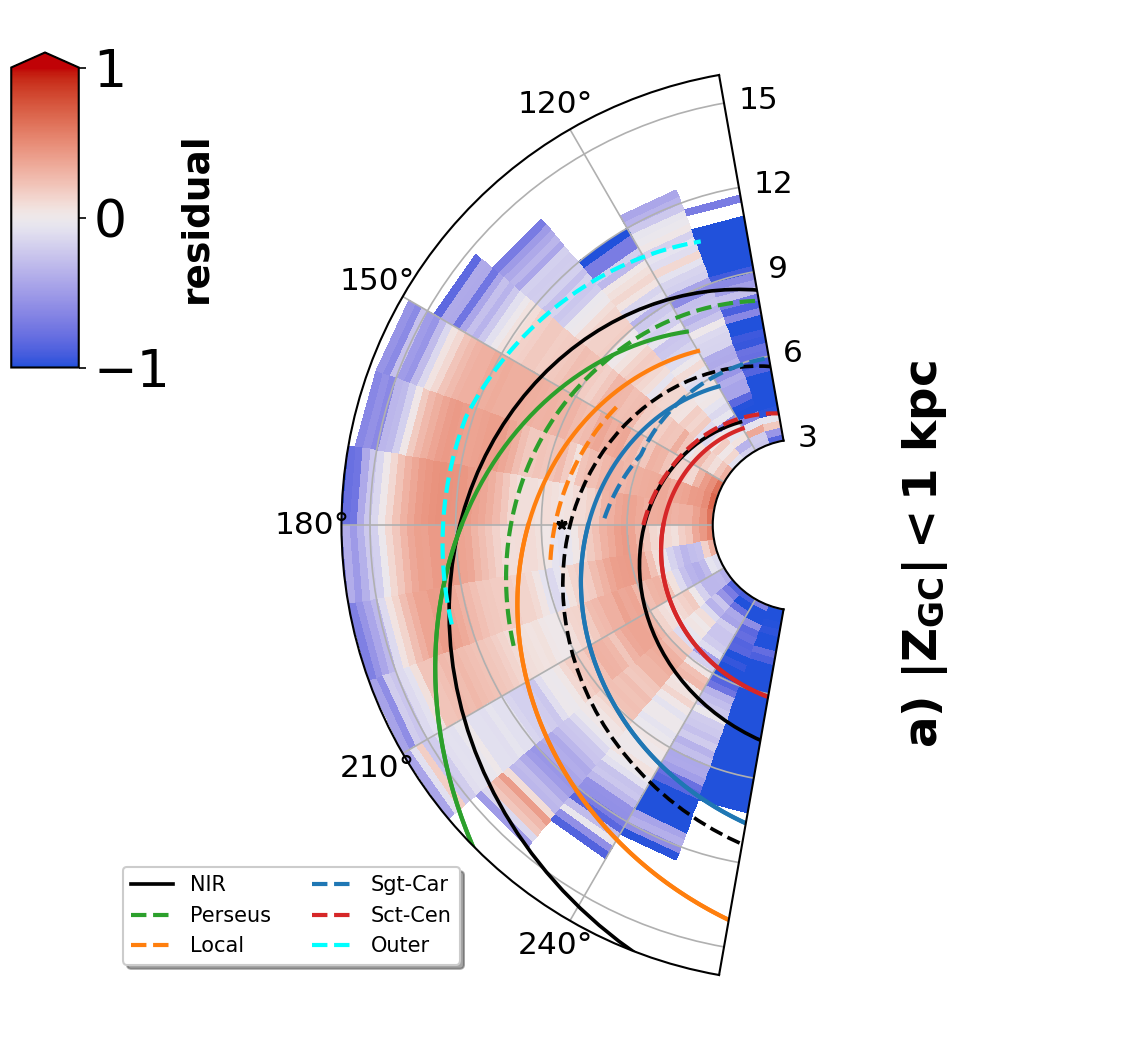 1
0
−1
residual
120°
150°
180°
210°
240°
15
12
9
6
3
a) |Z_GC| < 1 kpc
NIR
Perseus
Local
Sgt-Car
Sct-Cen
Outer